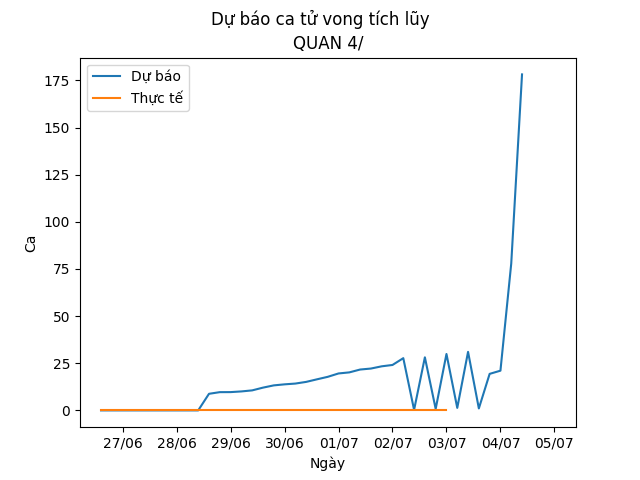 Dự báo ca tử vong tích lũy
QUAN 4/
Dự báo
Thực tế
175
150
125
100
75
50
25
0
Ca
27/06 28/06 29/06 30/06 01/07 02/07 03/07 04/07 05/07
Ngày